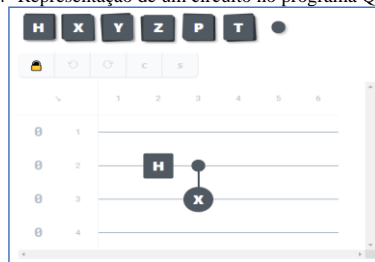 Representação de um circuito no programa Q
H X Y Z P T
c s
1 2 3 4 5 6
0 1
0 2 H
0 3 X
0 4